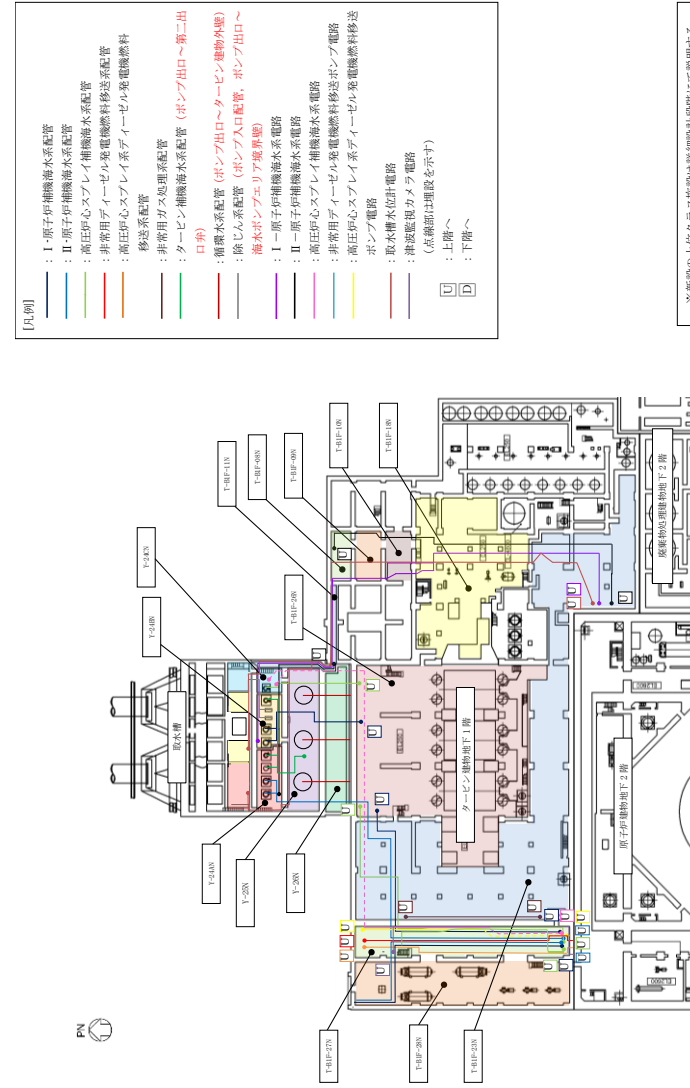 [凡例]
: Ⅰ-原子炉補機海水系配管
: Ⅱ-原子炉補機海水系配管
: 高圧炉心スプレイ補機海水系配管
: 非常用ディーゼル発電機燃料移送系配管
: 高圧炉心スプレイ系ディーゼル発電機燃料
移送系配管
: 非常用ガス処理系配管
: タービン補機海水系配管（ポンプ出口～第二出
口弁）
: 循環水系配管（ポンプ出口～タービン建物外壁）
: 除じん系配管（ポンプ入口配管，ポンプ出口～
海水ポンプエリア境界壁）
: Ⅰ－原子炉補機海水系電路
: Ⅱ－原子炉補機海水系電路
: 高圧炉心スプレイ補機海水系電路
: 非常用ディーゼル発電機燃料移送ポンプ電路
: 高圧炉心スプレイ系ディーゼル発電機燃料移送
ポンプ電路
: 取水槽水位計電路
: 津波監視カメラ電路
（点線部は埋設を示す）
U : 上階へ
D : 下階へ
PN
取水槽
Y-24CN
Y-24BN
Y-24AN
Y-25N
Y-26N
T-B1F-11N
T-B1F-08N
T-B1F-09N
T-B1F-10N
T-B1F-18N
T-B1F-26N
T-B1F-27N
T-B1F-28N
T-B1F-23N
タービン建物地下1階
原子炉建物地下2階
廃棄物処理建物地下2階